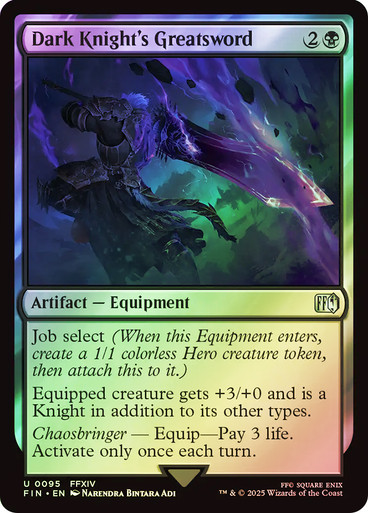 Dark Knight's Greatsword 2
Artifact — Equipment
FFC
Job select (When this Equipment enters,
create a 1/1 colorless Hero creature token,
then attach this to it.)
Equipped creature gets +3/+0 and is a
Knight in addition to its other types.
Chaosbringer — Equip—Pay 3 life.
Activate only once each turn.
U 0095 FFXIV
FIN • EN Narendra Bintara Adi
FF© SQUARE ENIX
™ & © 2025 Wizards of the Coast